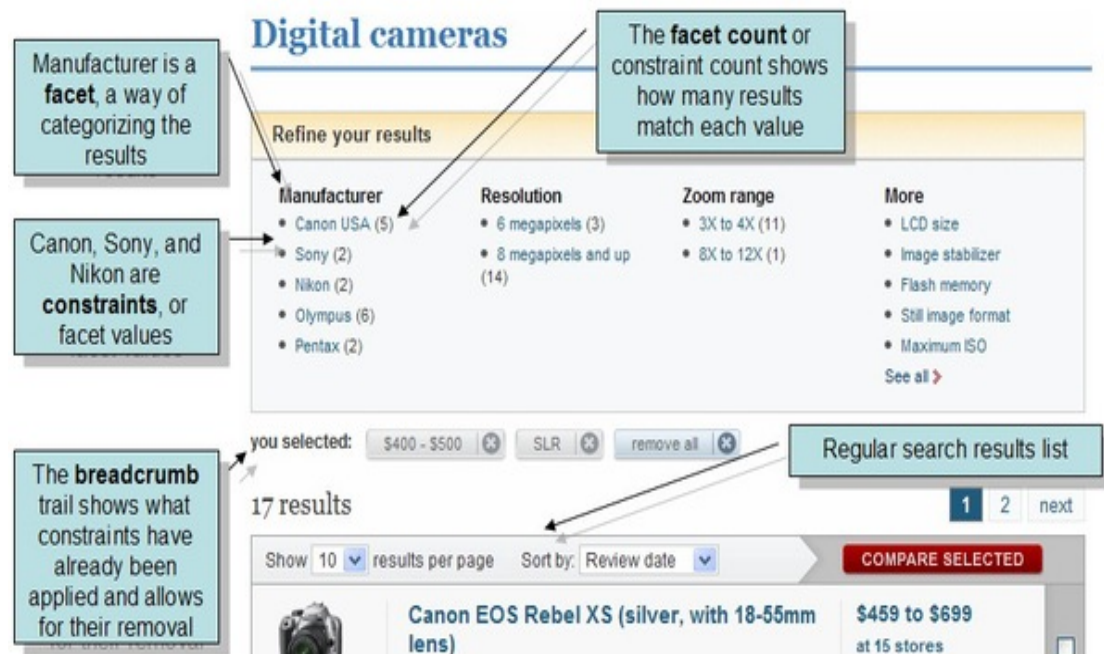 Digital cameras
Manufacturer is a
facet, a way of
categorizing the
results
The facet count or
constraint count shows
how many results
match each value
Refine your results
Manufacturer
• Canon USA (5)
• Sony (2)
• Nikon (2)
• Olympus (6)
• Pentax (2)
Resolution
• 6 megapixels (3)
• 8 megapixels and up
(14)
Zoom range
• 3X to 4X (11)
• 8X to 12X (1)
More
• LCD size
• Image stabilizer
• Flash memory
• Still image format
• Maximum ISO
See all
Canon, Sony, and
Nikon are
constraints, or
facet values
you selected: $400 - $500 SLR remove all
The breadcrumb
trail shows what
constraints have
already been
applied and allows
for their removal
Regular search results list
17 results
1 2 next
Show 10 results per page Sort by: Review date COMPARE SELECTED
Canon EOS Rebel XS (silver, with 18-55mm
lens)
$459 to $699
at 15 stores